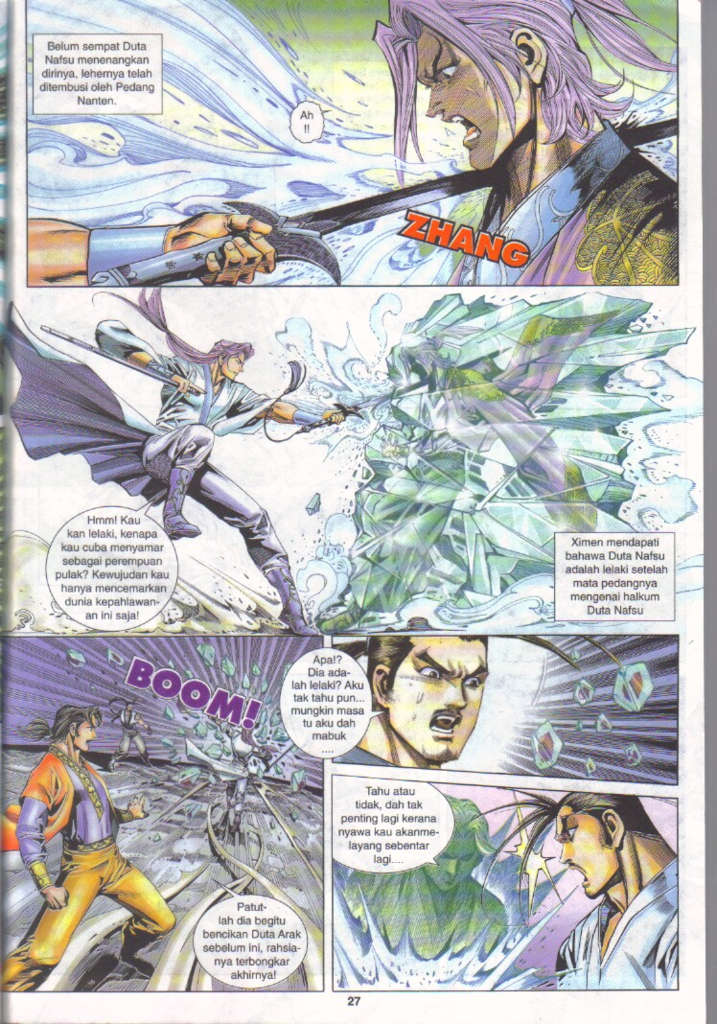 Belum sempat Duta
Nafsu menenangkan
dirinya, lehernya telah
ditembusi oleh Pedang
Nanten.
Ah
!!
ZHANG
Hmm! Kau
kan lelaki, kenapa
kau cuba menyamar
sebagai perempuan
pulak? Kewujudan kau
hanya mencemarkan
dunia kepahlawan-
an ini saja!
Ximen mendapati
bahawa Duta Nafsu
adalah lelaki setelah
mata pedangnya
mengenai halkum
Duta Nafsu
BOOM!
Apa!?
Dia ada-
lah lelaki? Aku
tak tahu pun...
mungkin masa
tu aku dah
mabuk
....
Tahu atau
tidak, dah tak
penting lagi kerana
nyawa kau akanme-
layang sebentar
lagi....
Patut-
lah dia begitu
bencikan Duta Arak
sebelum ini, rahsia-
nya terbongkar
akhirnya!
27